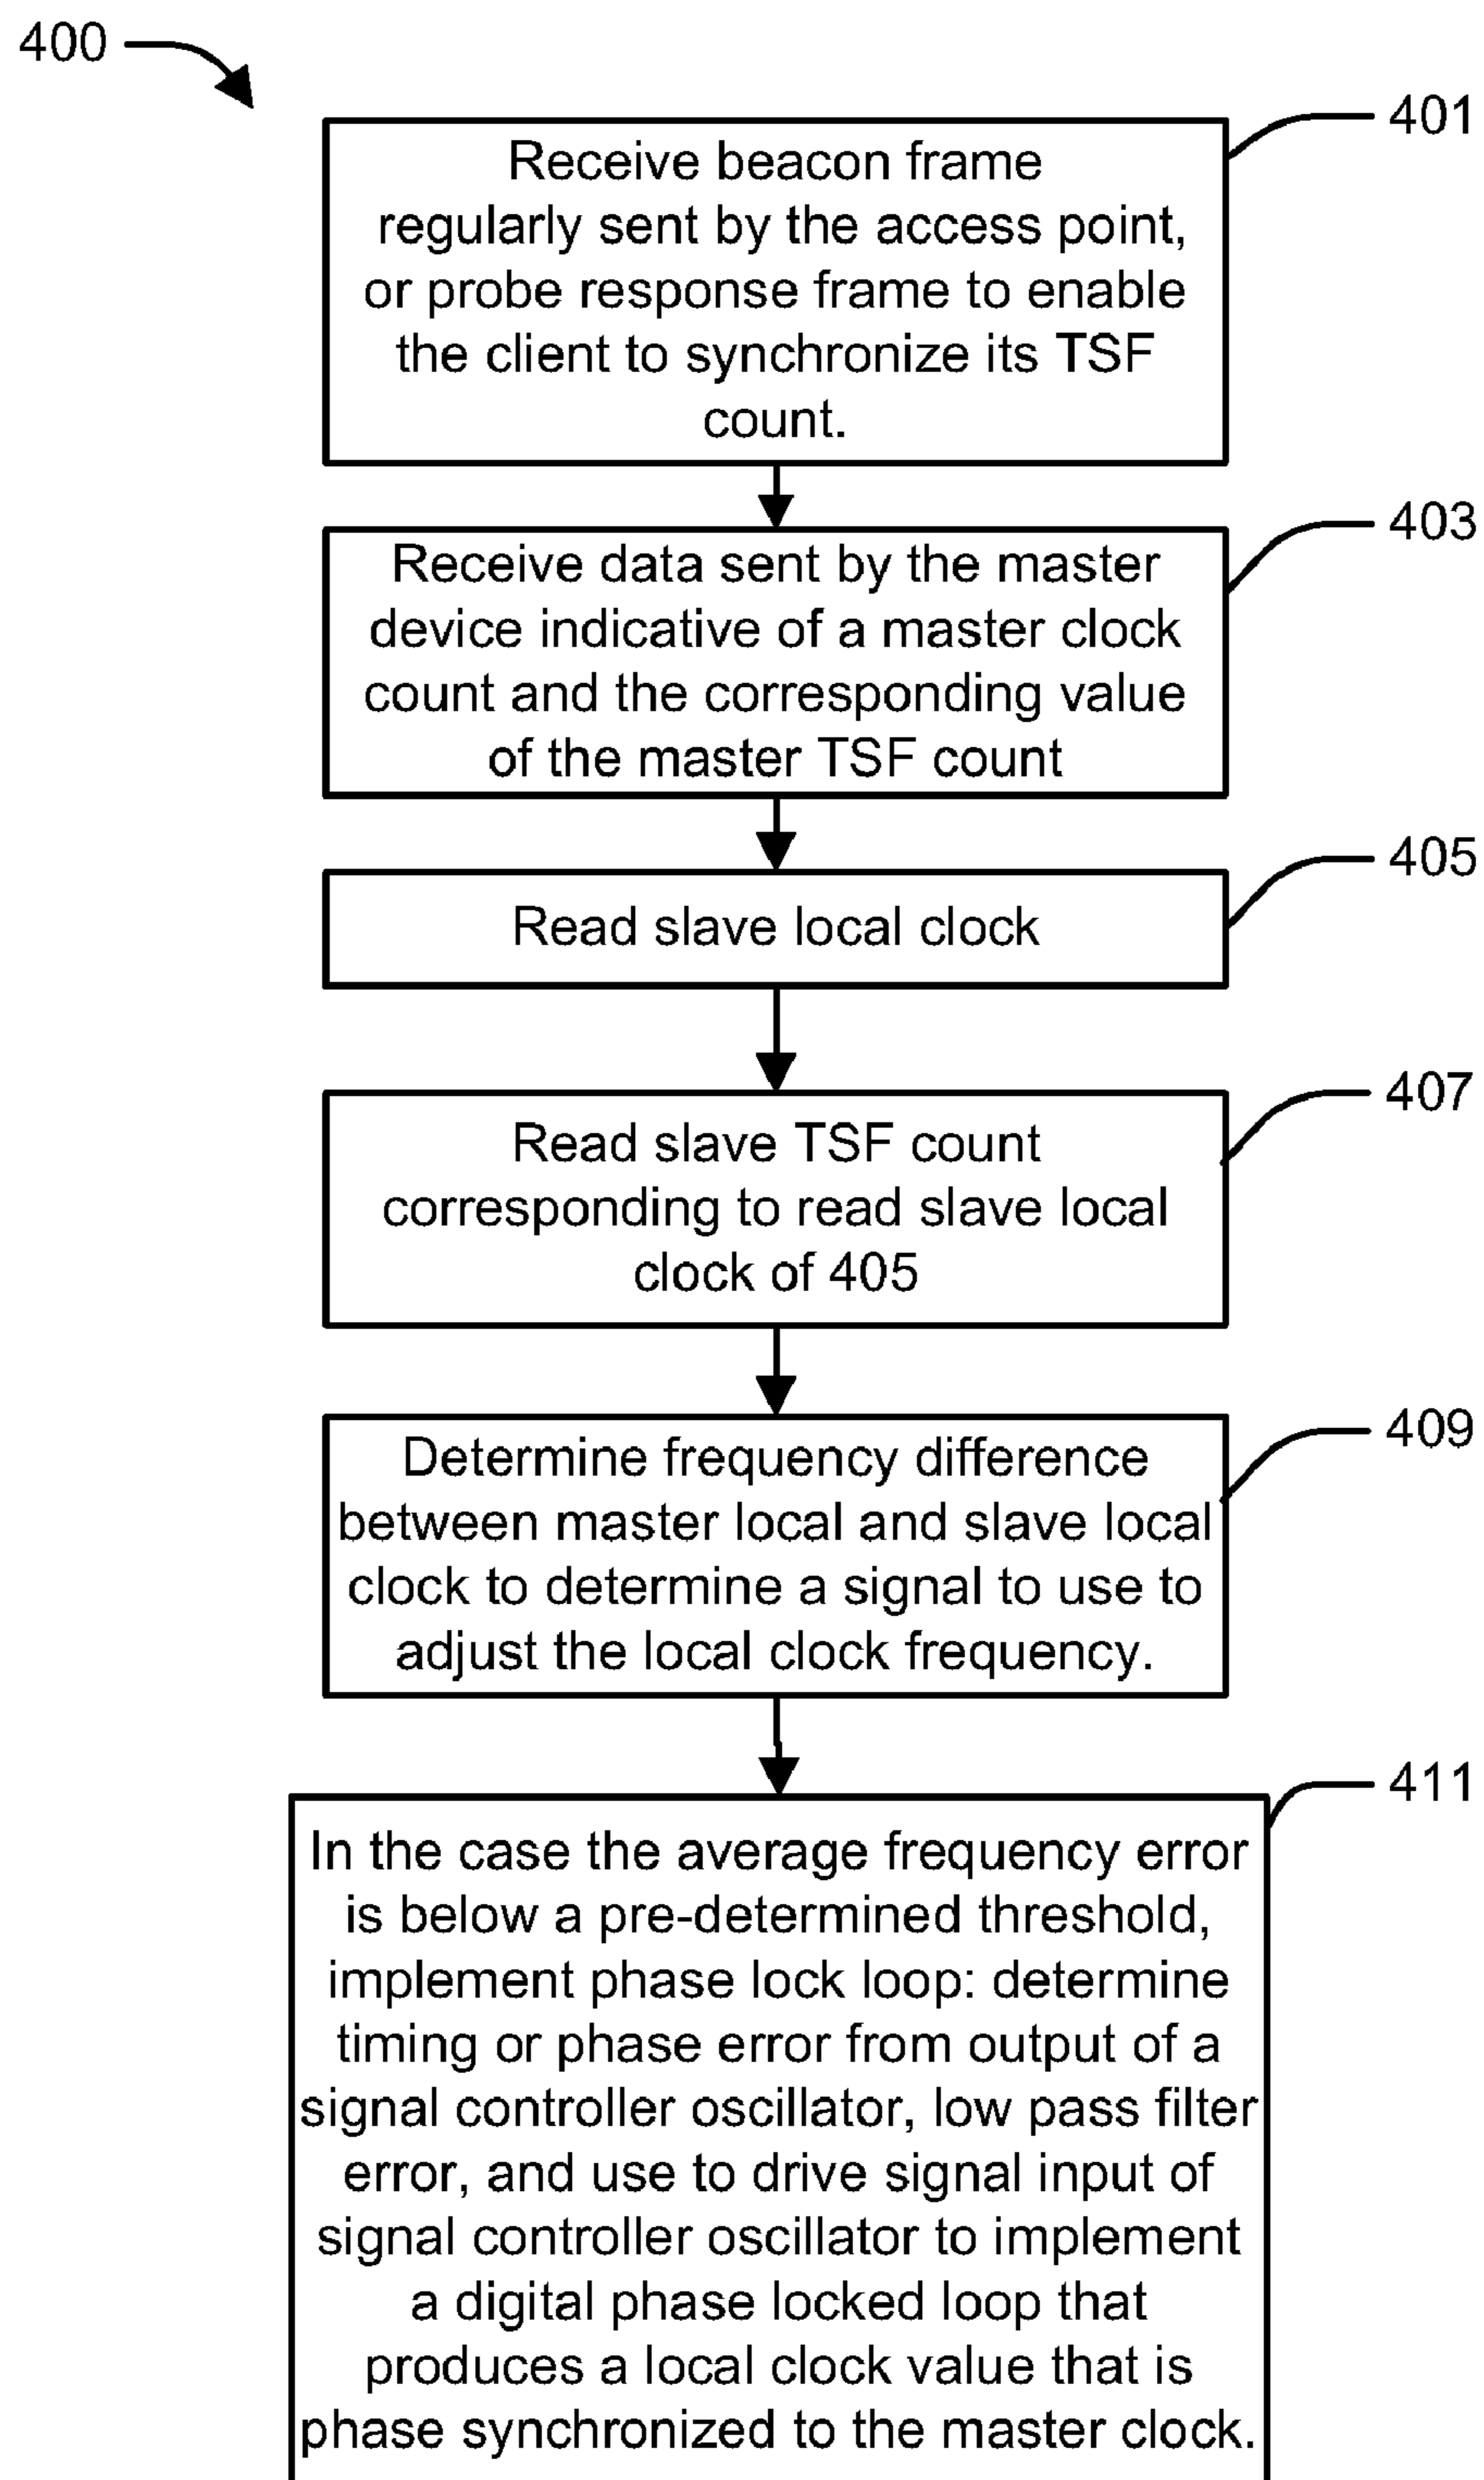 400
401
Receive beacon frame
regularly sent by the access point,
or probe response frame to enable
the client to synchronize its TSF
count.
403
Receive data sent by the master
device indicative of a master clock
count and the corresponding value
of the master TSF count
405
Read slave local clock
407
Read slave TSF count
corresponding to read slave local
clock of 405
409
Determine frequency difference
between master local and slave local
clock to determine a signal to use to
adjust the local clock frequency.
411
In the case the average frequency error
is below a pre-determined threshold,
implement phase lock loop: determine
timing or phase error from output of a
signal controller oscillator, low pass filter
error, and use to drive signal input of
signal controller oscillator to implement
a digital phase locked loop that
produces a local clock value that is
phase synchronized to the master clock.